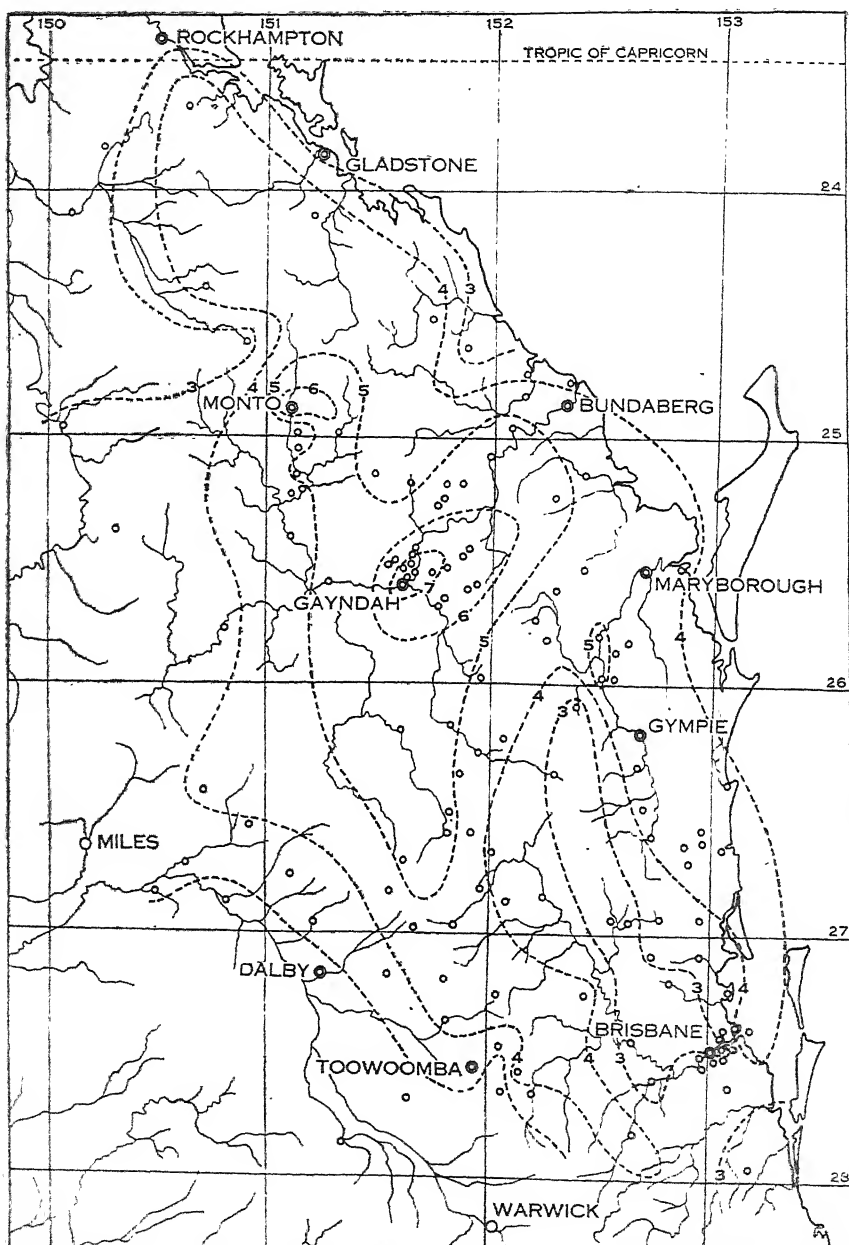 150 151 152 153
ROCKHAMPTON
TROPIC OF CAPRICORN
GLADSTONE
24
4 3
3 4 5 6 5
MONTO
BUNDABERG
25
7
GAYNDAH
6
MARYBOROUGH
5 5 4
26
4
3
GYMPIE
MILES
27
DALBY
3 4
BRISBANE
4 4 3
TOOWOOMBA
28
3
WARWICK